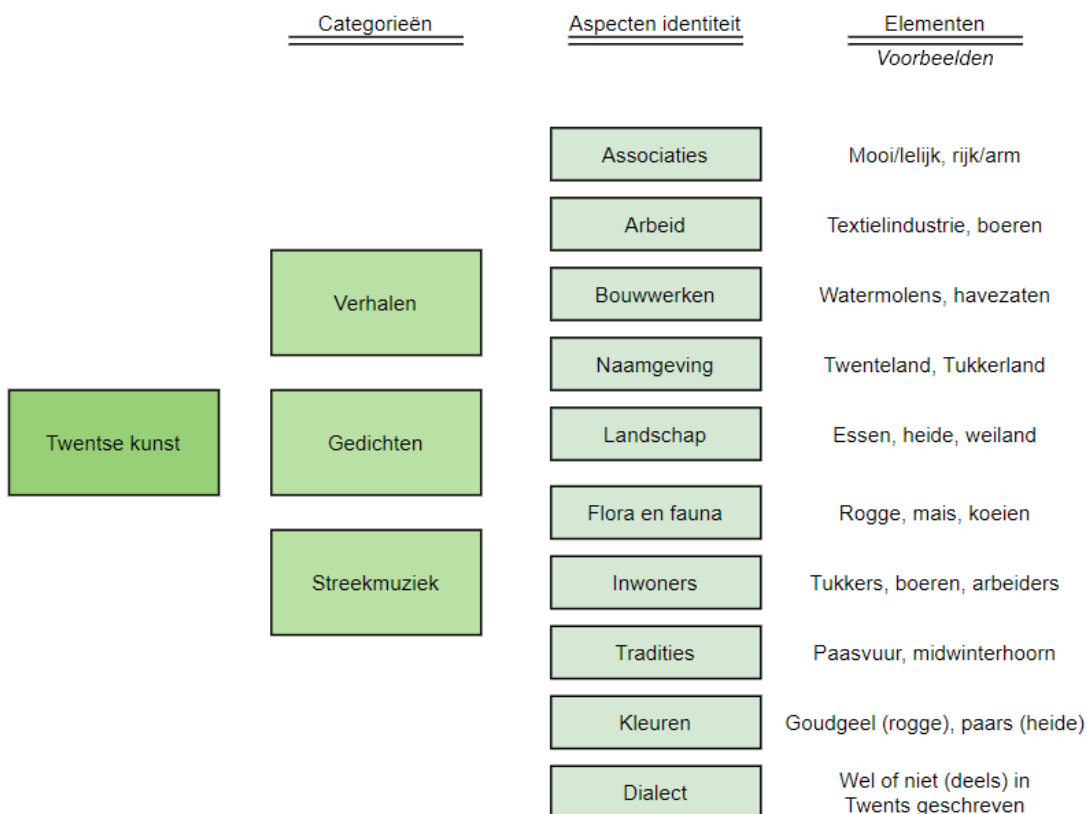 Categorieën
Aspecten identiteit
Elementen
Voorbeelden
Associaties
Mooi/lelijk, rijk/arm
Arbeid
Textielindustrie, boeren
Verhalen
Bouwwerken
Watermolens, havezaten
Naamgeving
Twenteland, Tukkerland
Twentse kunst
Gedichten
Landschap
Essen, heide, weiland
Flora en fauna
Rogge, mais, koeien
Streekmuziek
Inwoners
Tukkers, boeren, arbeiders
Tradities
Paasvuur, midwinterhoorn
Kleuren
Goudgeel (rogge), paars (heide)
Dialect
Wel of niet (deels) in
Twents geschreven